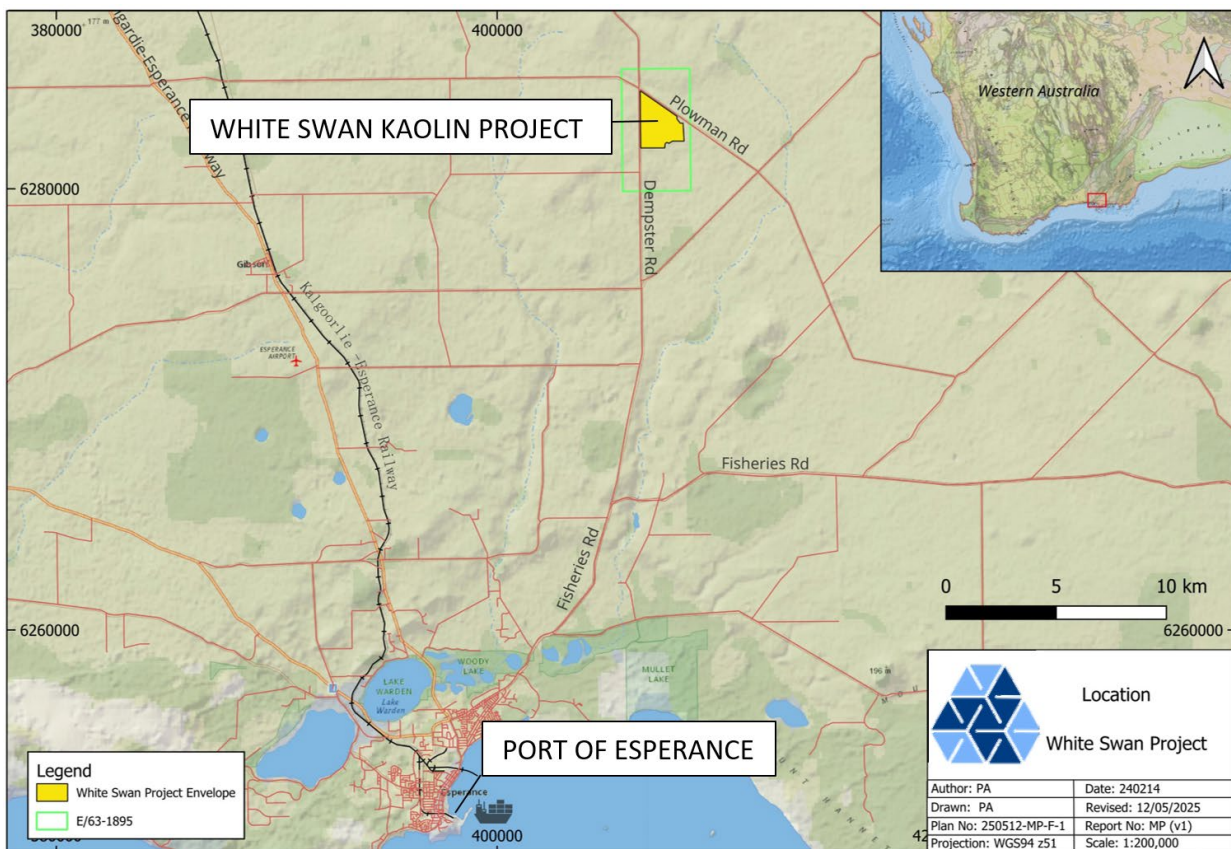 380000
177 m
400000
gardie-Esperance
way
WHITE SWAN KAOLIN PROJECT
Plowman Rd
Western Australia
6280000
Dempster Rd
Gibson
Kalgoorlie -Esperance Railway
ESPERANCE
AIRPORT
Fisheries Rd
Fisheries Rd
0 5 10 km
6260000
6260000
WOODY
LAKE
MULLET
LAKE
196 m
LAKE
WARDEN
Lake
Warden
PORT OF ESPERANCE
Esperance
400000
Legend
White Swan Project Envelope
E/63-1895
Location
White Swan Project
Author: PA
Date: 240214
Drawn: PA
Revised: 12/05/2025
Plan No: 250512-MP-F-1
Report No: MP (v1)
Projection: WGS94 z51
Scale: 1:200,000